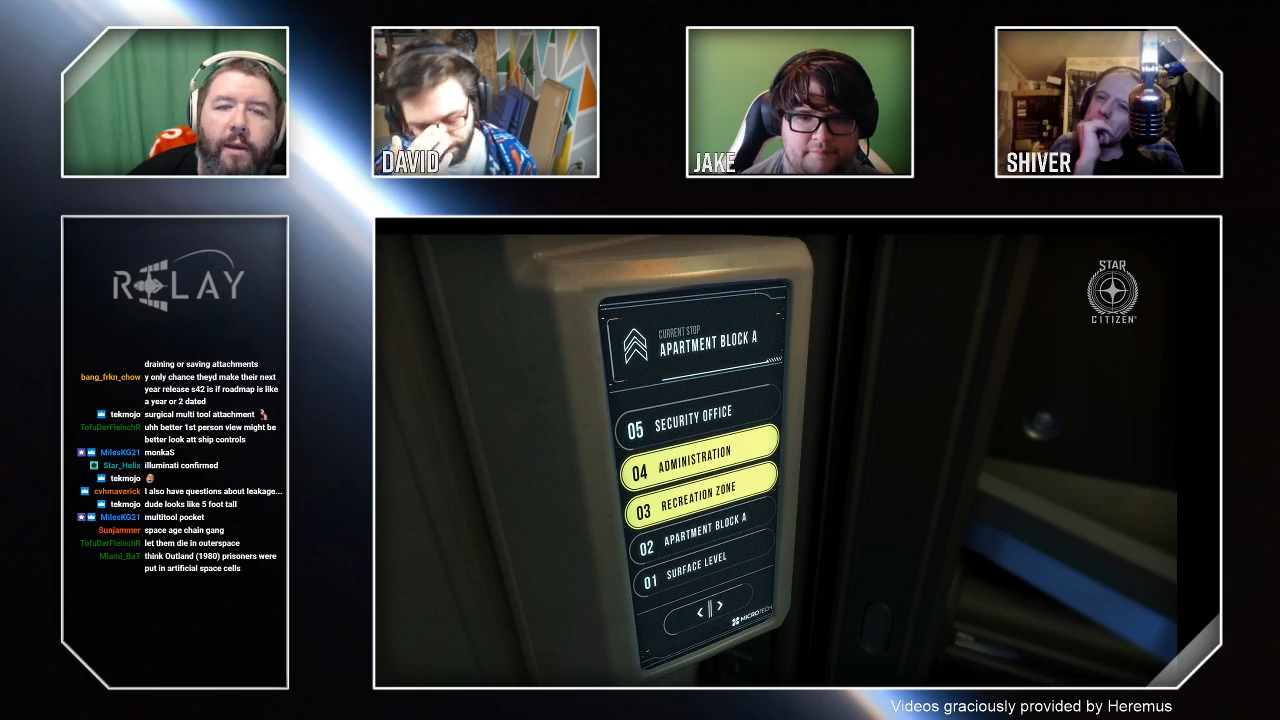 DAVID
JAKE
SHIVER
RELAY
draining or saving attachments
bang_frkn_chow y only chance theyd make their next
year release s42 is if roadmap is like
a year or 2 dated
tekmojo surgical multi tool attachment
TofuDerFleischR uhh better 1st person view might be
better look att ship controls
MilesKG21 monkaS
Star_Helix illuminati confirmed
tekmojo
cvhmaverick I also have questions about leakage...
tekmojo dude looks like 5 foot tall
MilesKG21 multitool pocket
Sunjammer space age chain gang
TofuDerFleischR let them die in outerspace
Miami_BaT think Outland (1980) prisoners were
put in artificial space cells
STAR
CITIZEN
CURRENT STOP
APARTMENT BLOCK A
05 SECURITY OFFICE
04 ADMINISTRATION
03 RECREATION ZONE
02 APARTMENT BLOCK A
01 SURFACE LEVEL
< || >
MICROTECH
Videos graciously provided by Heremus